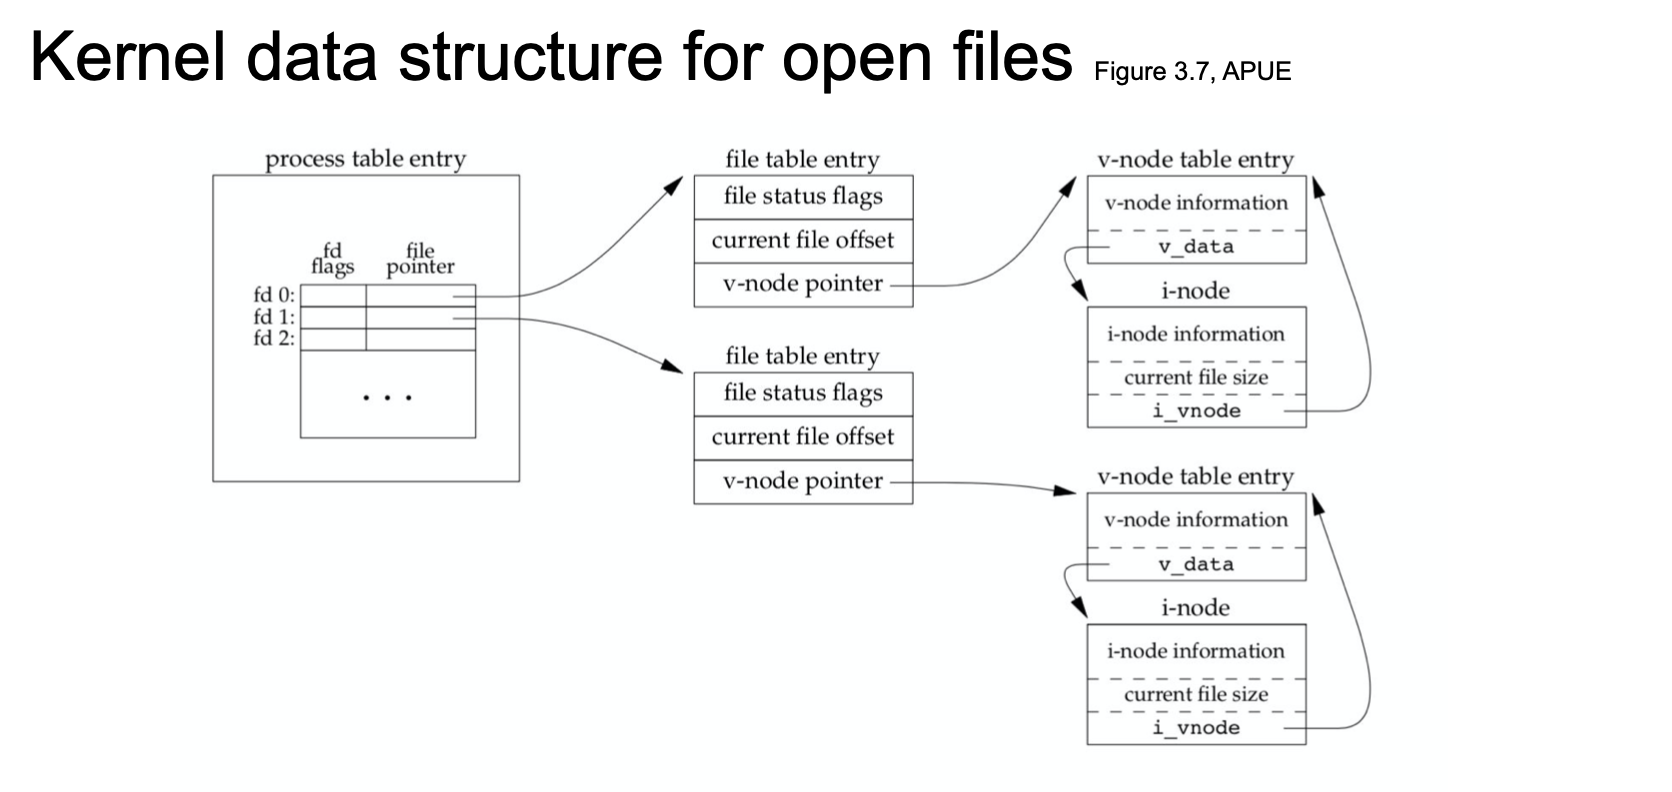 Kernel data structure for open files Figure 3.7, APUE
process table entry
fd
flags
file
pointer
fd 0:
fd 1:
fd 2:
. . .
file table entry
file status flags
current file offset
v-node pointer
file table entry
file status flags
current file offset
v-node pointer
v-node table entry
v-node information
v_data
i-node
i-node information
current file size
i_vnode
v-node table entry
v-node information
v_data
i-node
i-node information
current file size
i_vnode